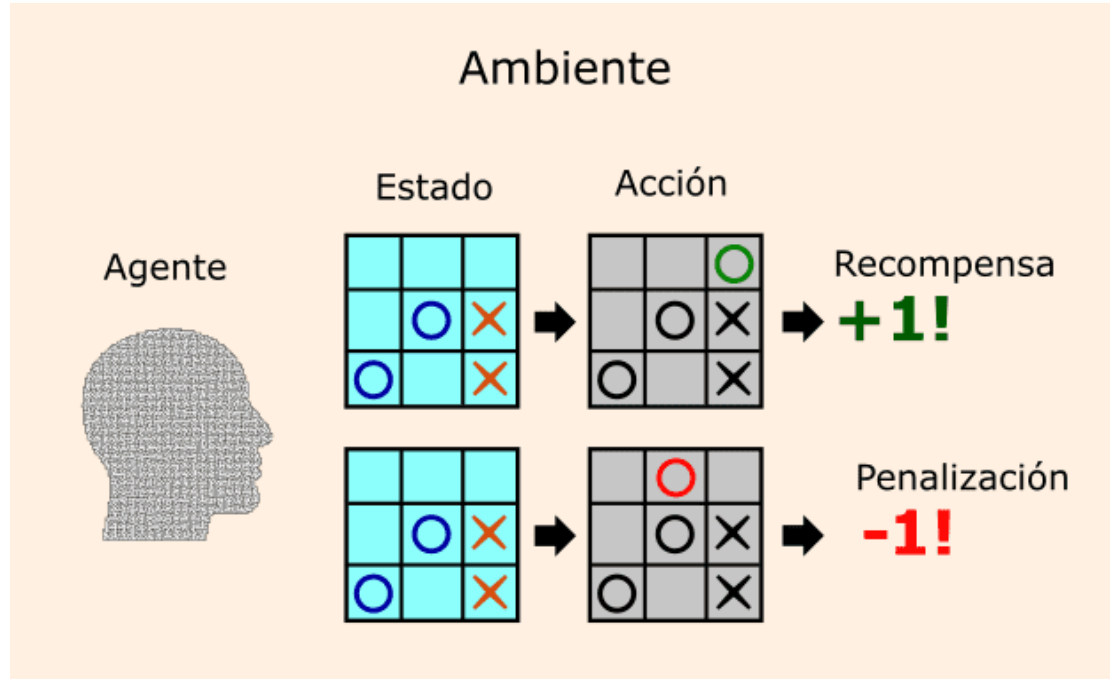 Ambiente
Estado
Acción
Agente
Recompensa
+1!
Penalización
-1!